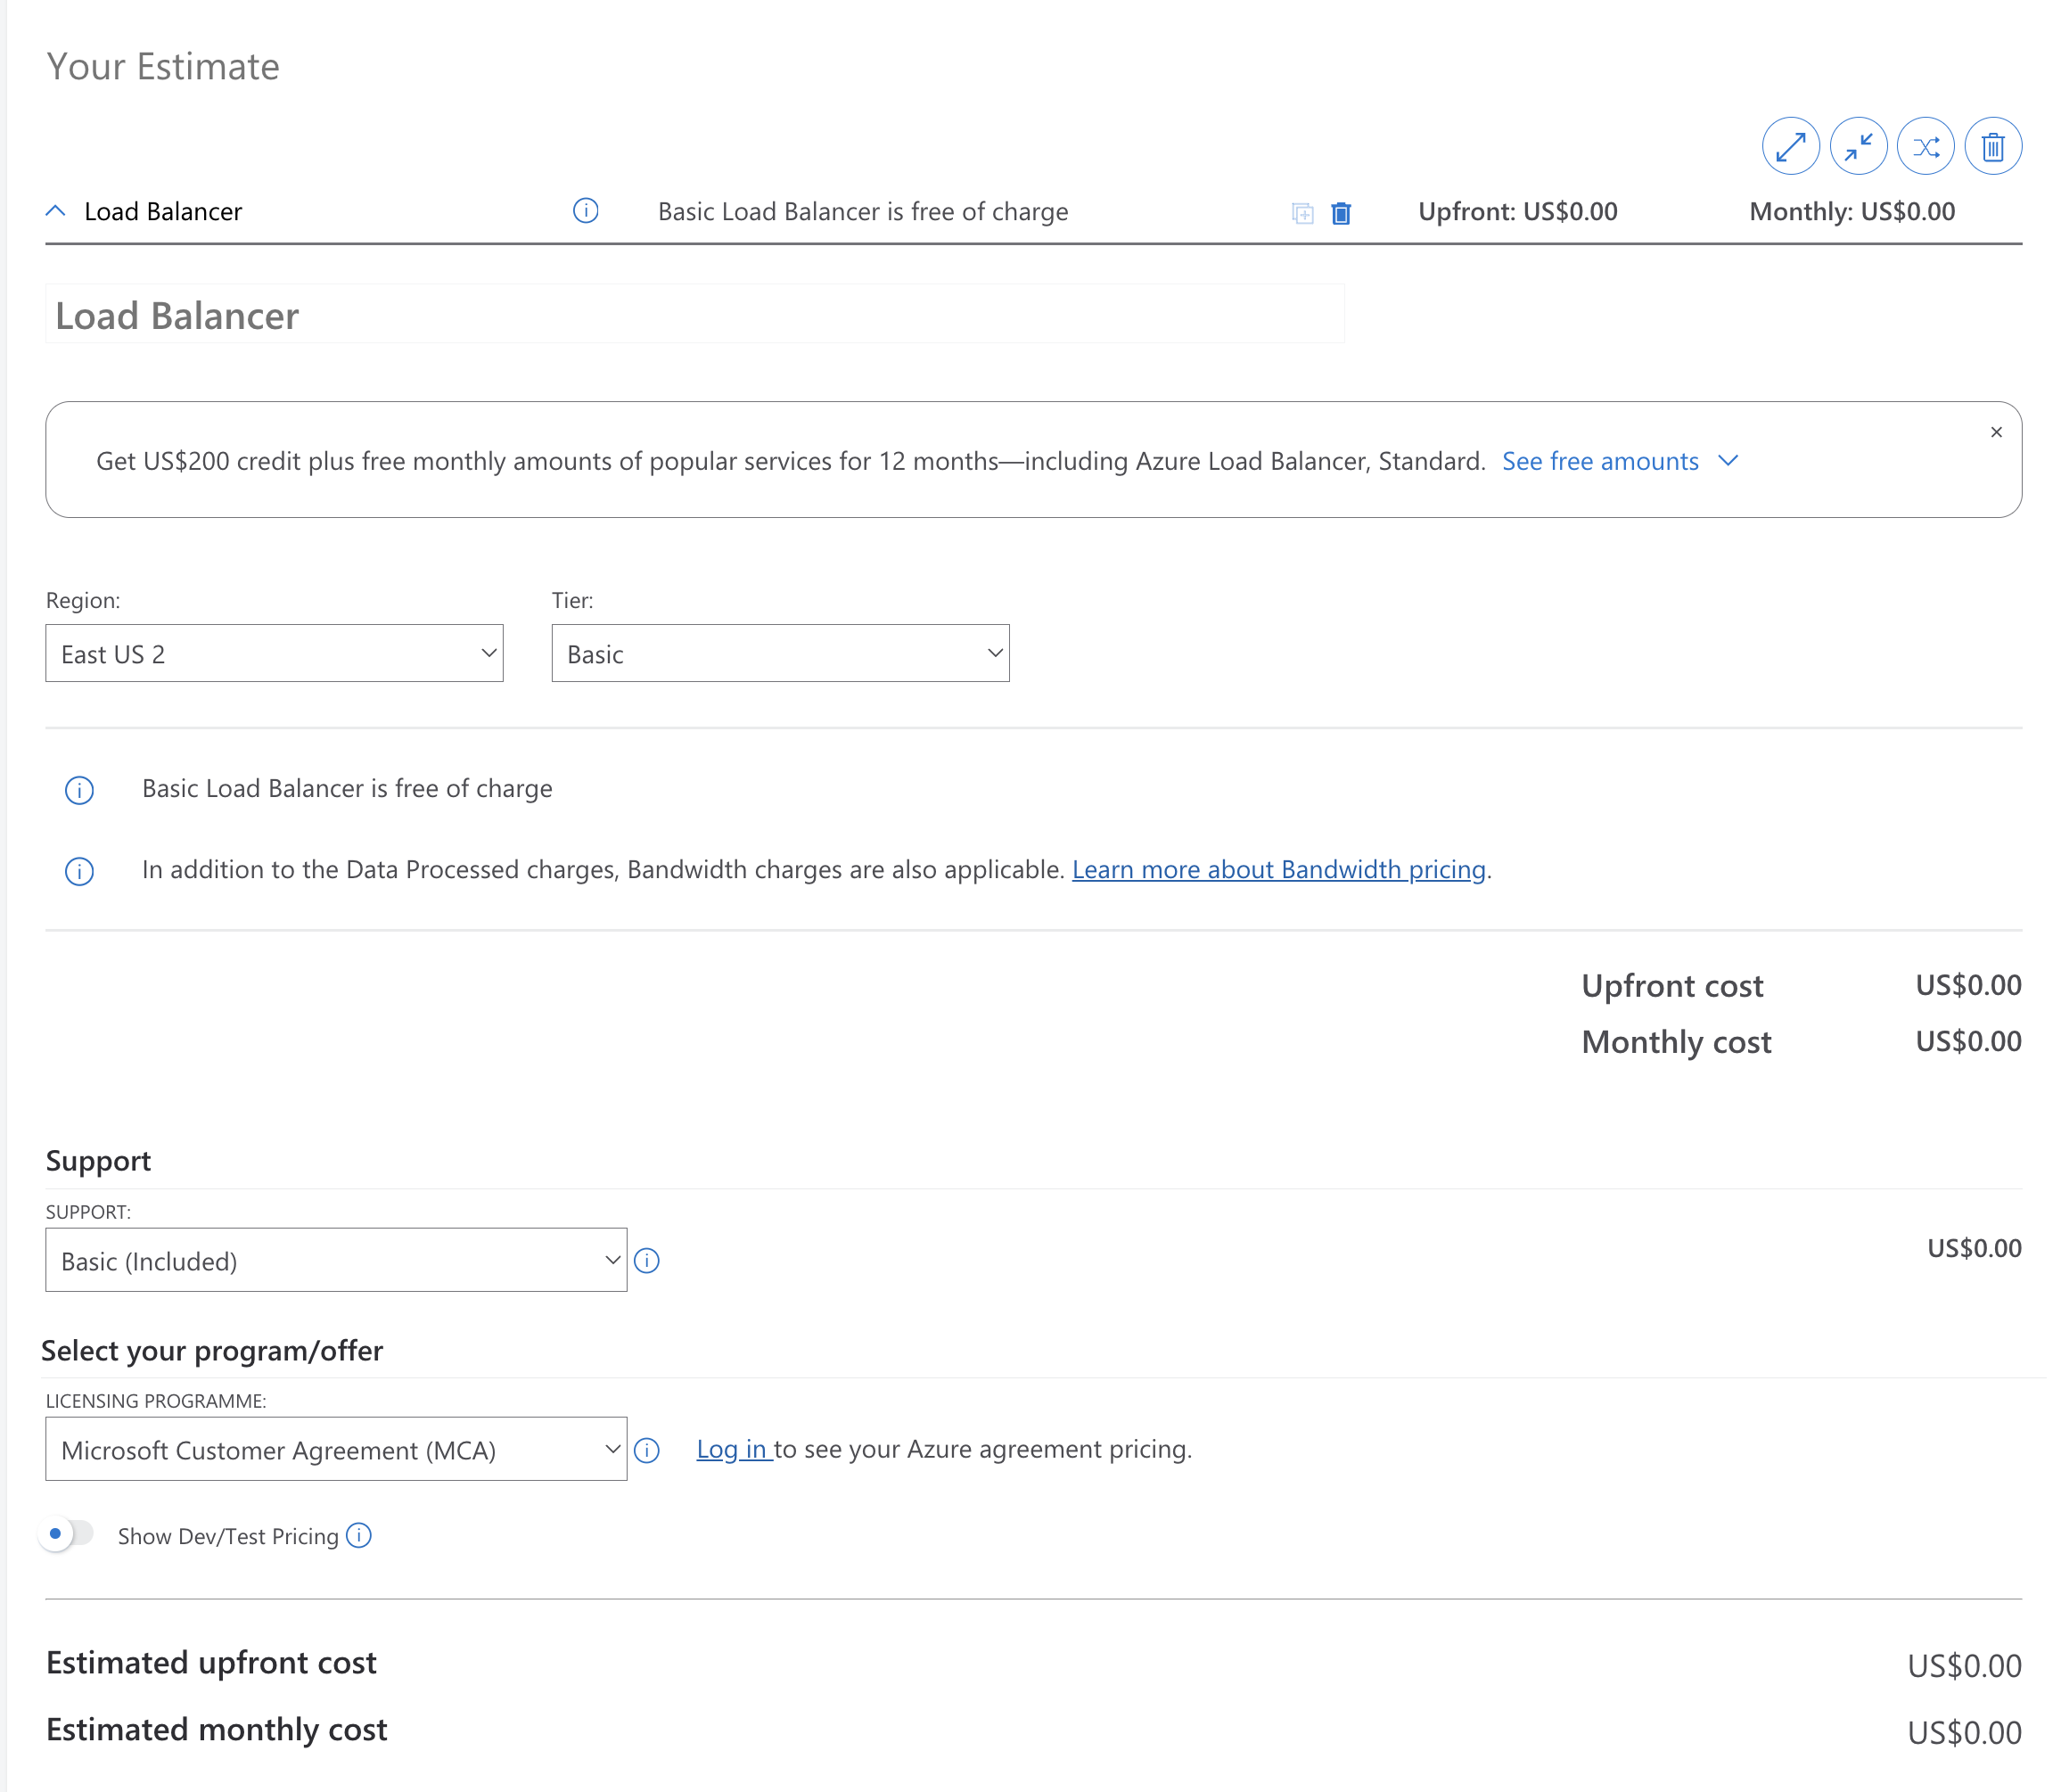 Your Estimate
Load Balancer Basic Load Balancer is free of charge Upfront: US$0.00 Monthly: US$0.00
Load Balancer
Get US$200 credit plus free monthly amounts of popular services for 12 months—including Azure Load Balancer, Standard. See free amounts
Region: Tier:
East US 2 Basic
Basic Load Balancer is free of charge
In addition to the Data Processed charges, Bandwidth charges are also applicable. Learn more about Bandwidth pricing.
Upfront cost US$0.00
Monthly cost US$0.00
Support
SUPPORT:
Basic (Included) US$0.00
Select your program/offer
LICENSING PROGRAMME:
Microsoft Customer Agreement (MCA) Log in to see your Azure agreement pricing.
Show Dev/Test Pricing
Estimated upfront cost US$0.00
Estimated monthly cost US$0.00